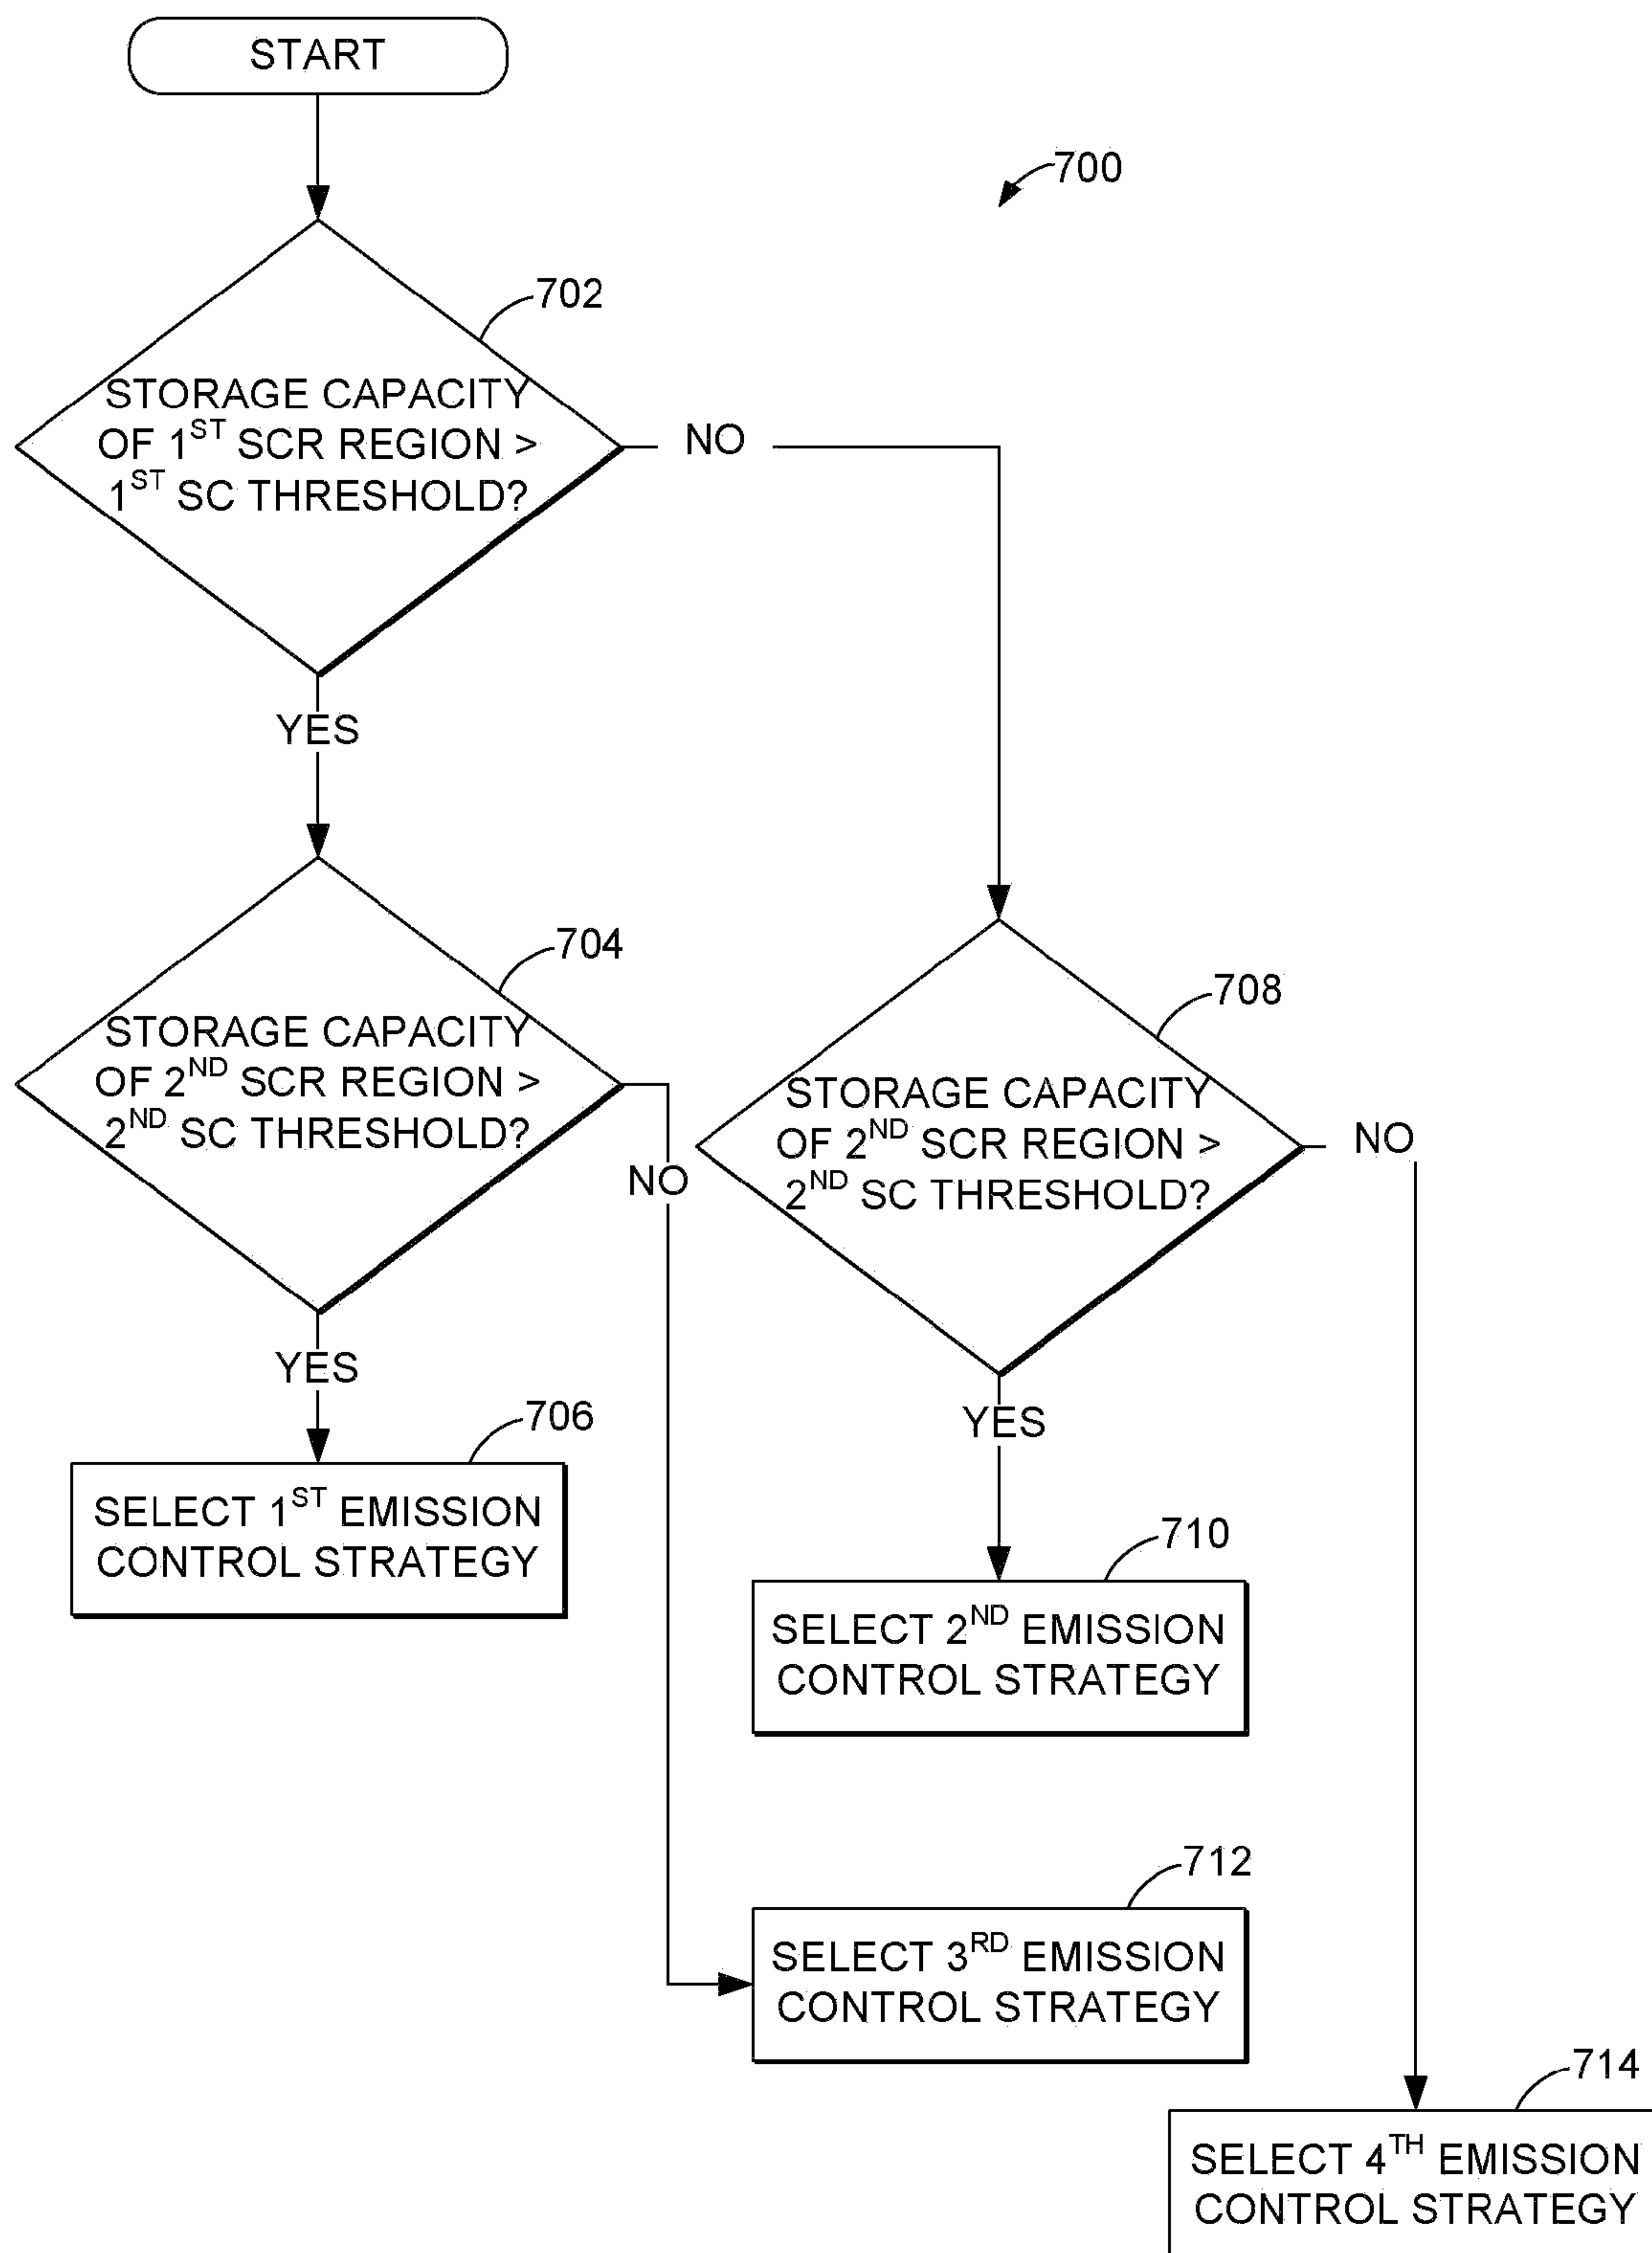 START
700
702
STORAGE CAPACITY
OF 1ST SCR REGION >
1ST SC THRESHOLD?
NO
YES
704
STORAGE CAPACITY
OF 2ND SCR REGION >
2ND SC THRESHOLD?
NO
708
STORAGE CAPACITY
OF 2ND SCR REGION >
2ND SC THRESHOLD?
NO
YES
706
SELECT 1ST EMISSION
CONTROL STRATEGY
YES
710
SELECT 2ND EMISSION
CONTROL STRATEGY
712
SELECT 3RD EMISSION
CONTROL STRATEGY
714
SELECT 4TH EMISSION
CONTROL STRATEGY